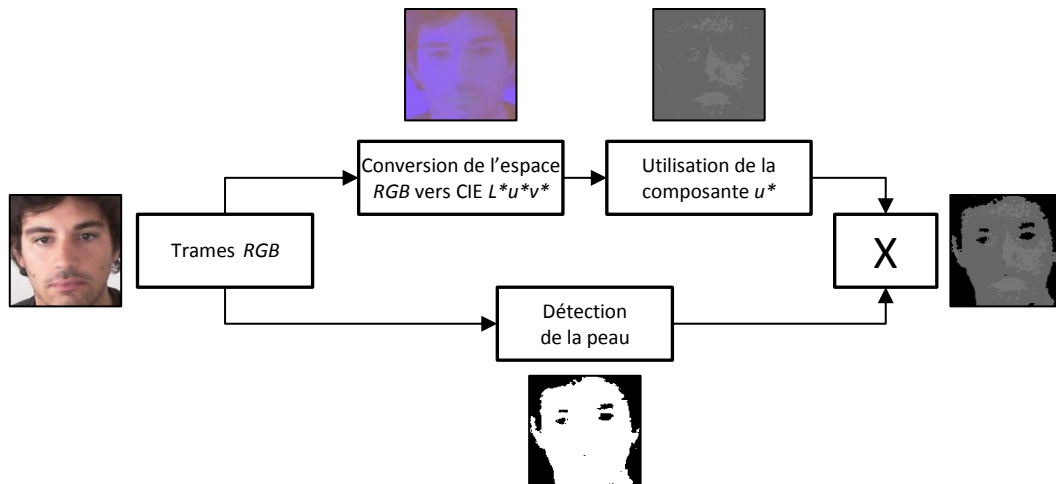 Conversion de l'espace
RGB vers CIE L*u*v*
Utilisation de la
composante u*
Trames RGB
X
Détection
de la peau